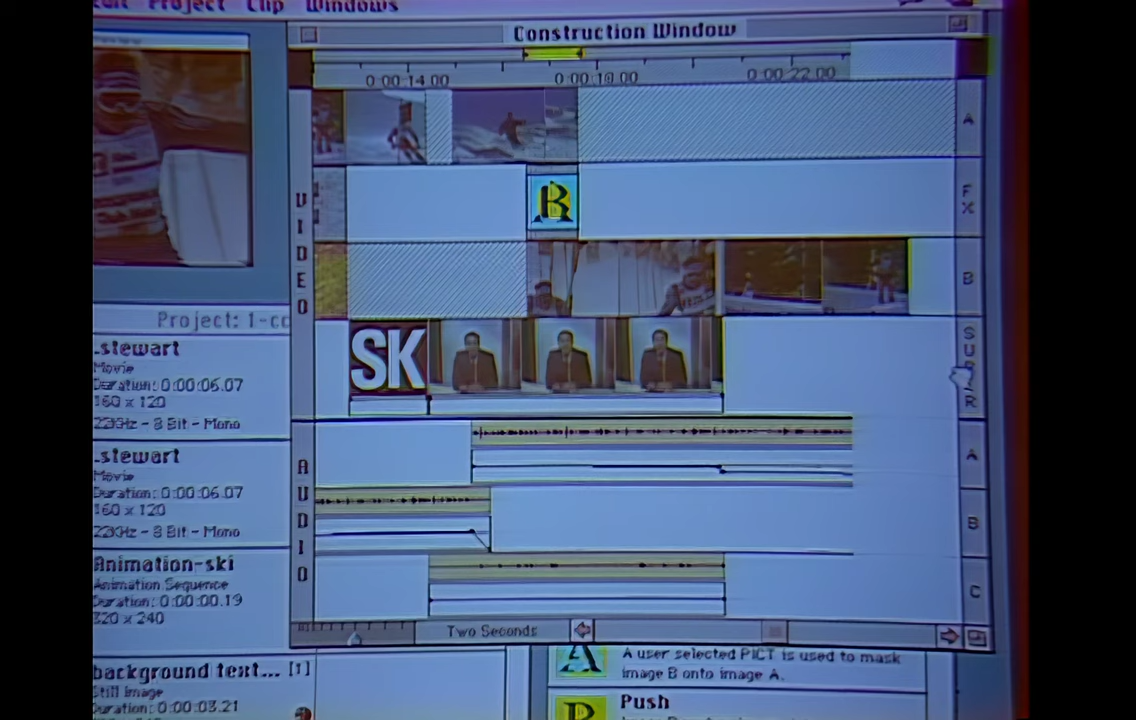 Edit Project Clip Windows
Construction Window
0:00:14.00 0:00:18.00 0:00:22.00
VIDEO
A
FX
B
SUPER
SK
Project: 1-co
.stewart
Movie
Duration: 0:00:06.07
160 x 120
22KHz - 8 Bit - Mono
.stewart
Movie
Duration: 0:00:06.07
160 x 120
22KHz - 8 Bit - Mono
Animation-ski
Animation Sequence
Duration: 0:00:00.19
320 x 240
background text... [1]
Still Image
Duration: 0:00:03.21
AUDIO
A
B
C
Two Seconds
A user selected PICT is used to mask
image B onto image A.
Push